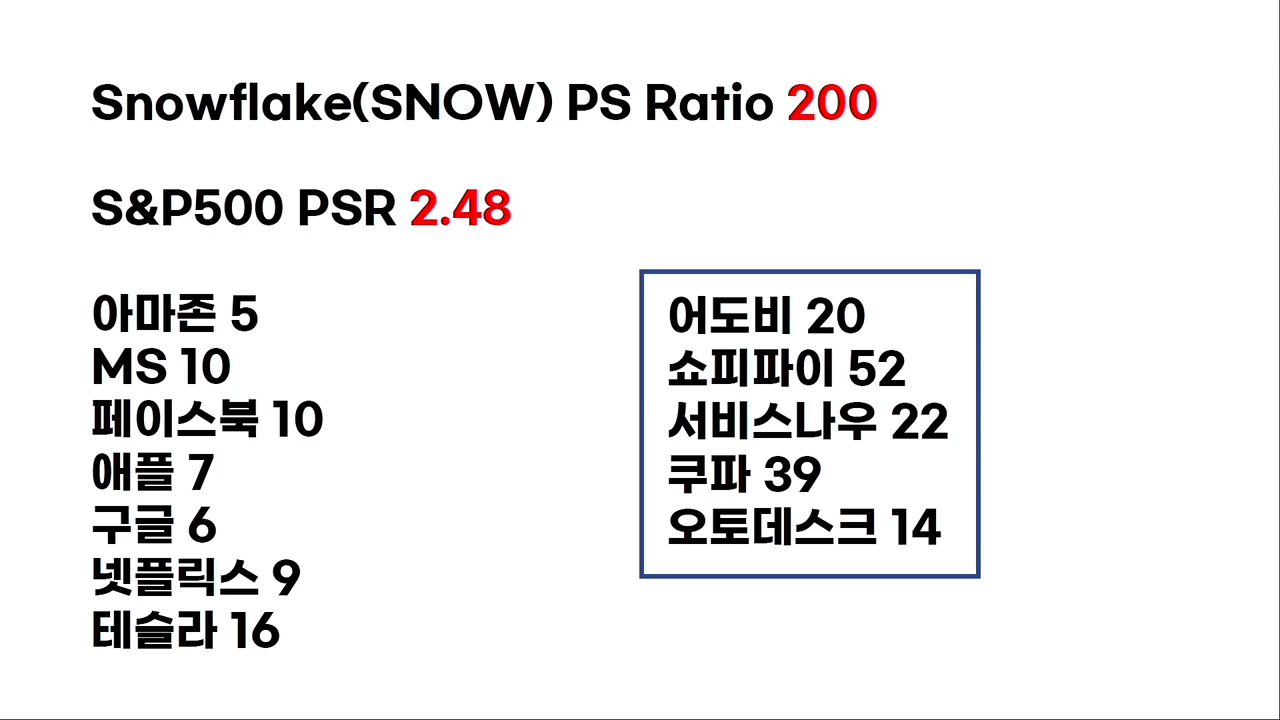 Snowflake(SNOW) PS Ratio 200
S&P500 PSR 2.48
아마존 5
MS 10
페이스북 10
애플 7
구글 6
넷플릭스 9
테슬라 16
어도비 20
쇼피파이 52
서비스나우 22
쿠파 39
오토데스크 14